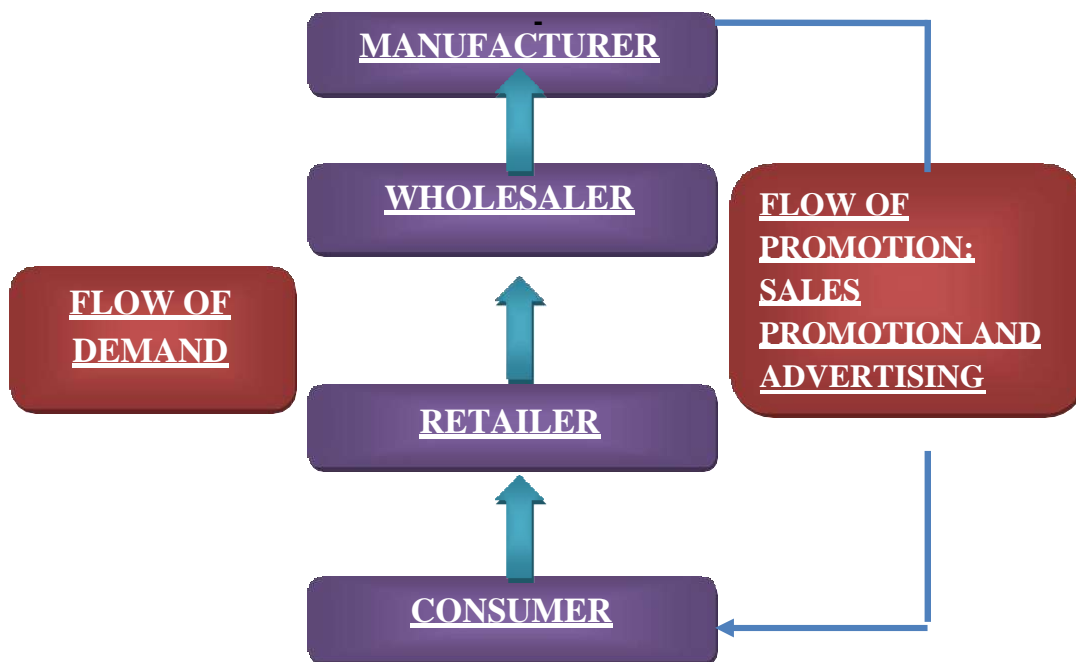 MANUFACTURER
WHOLESALER
FLOW OF
PROMOTION:
SALES
PROMOTION AND
ADVERTISING
FLOW OF
DEMAND
RETAILER
CONSUMER